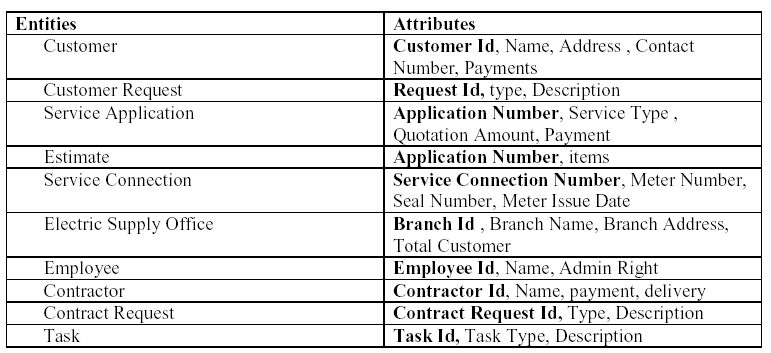 Entities Attributes
Customer Customer Id, Name, Address , Contact
Number, Payments
Customer Request Request Id, type, Description
Service Application Application Number, Service Type ,
Quotation Amount, Payment
Estimate Application Number, items
Service Connection Service Connection Number, Meter Number,
Seal Number, Meter Issue Date
Electric Supply Office Branch Id , Branch Name, Branch Address,
Total Customer
Employee Employee Id, Name, Admin Right
Contractor Contractor Id, Name, payment, delivery
Contract Request Contract Request Id, Type, Description
Task Task Id, Task Type, Description